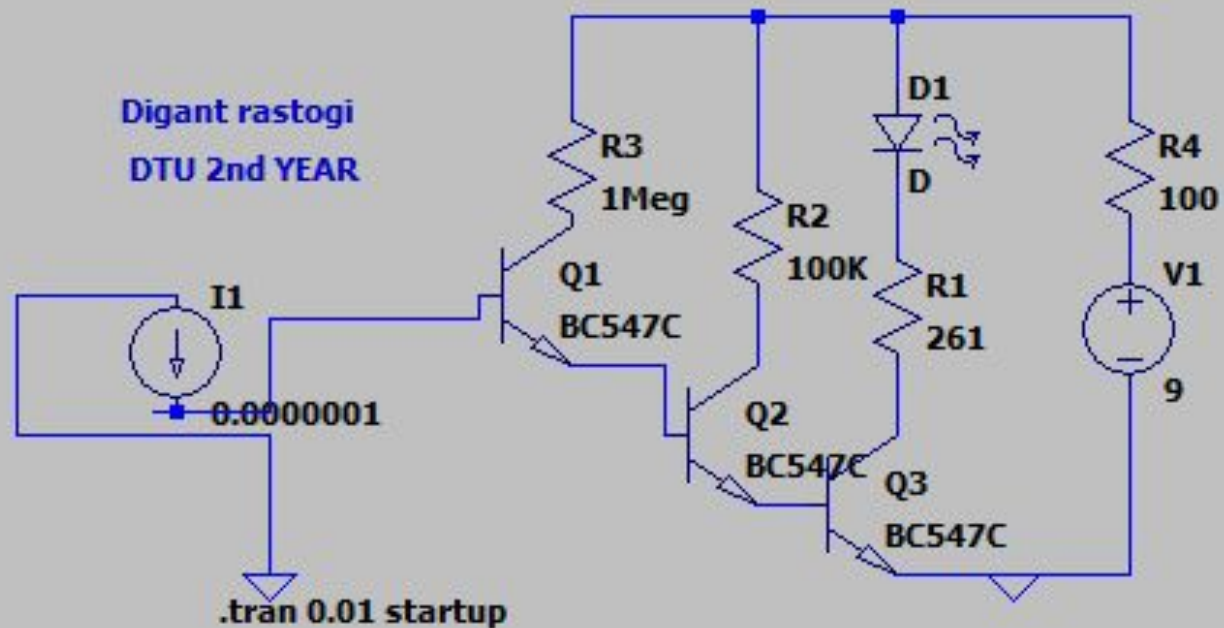 Digant rastogi
DTU 2nd YEAR
I1
0.0000001
R3
1Meg
Q1
BC547C
R2
100K
Q2
BC547C
D1
D
R1
261
Q3
BC547C
R4
100
V1
9
.tran 0.01 startup